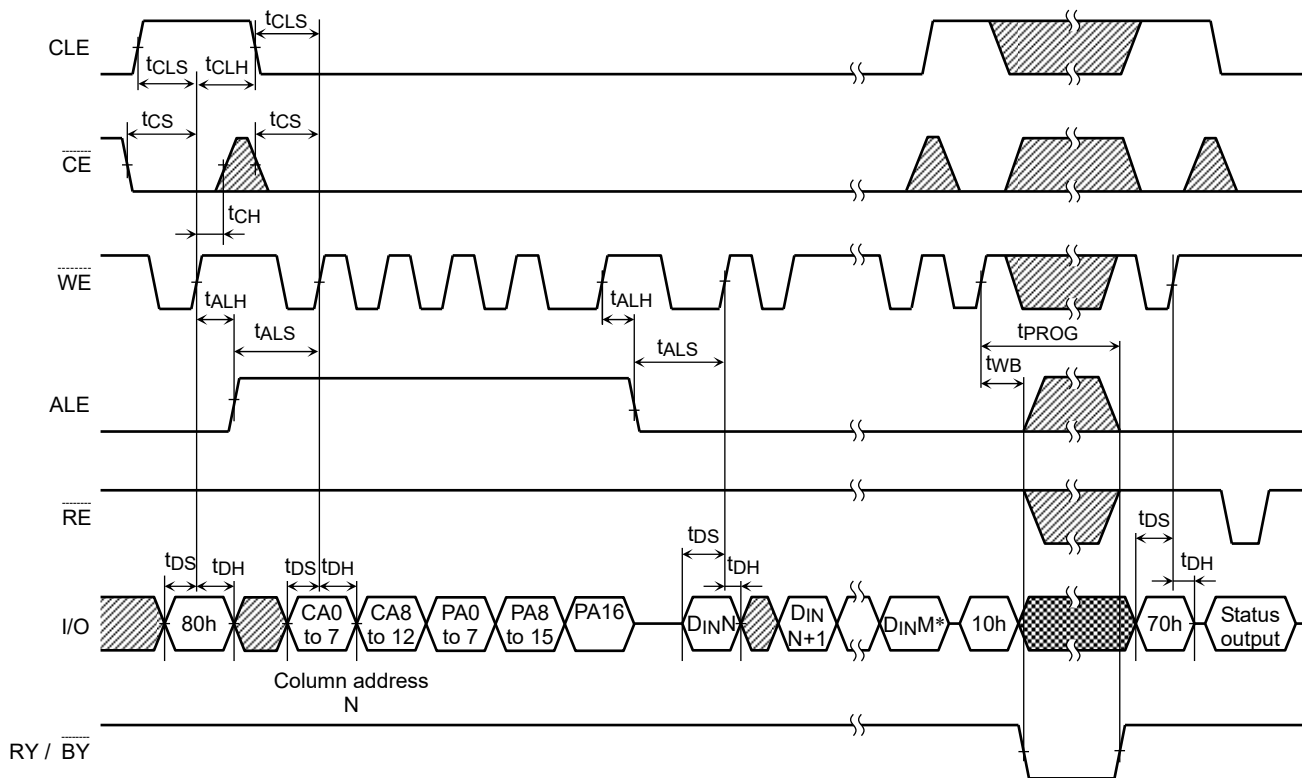 tCLS
CLE
tCLS tCLH
tCS tCS
CE
tCH
WE
tALH tALH
tALS tALS tPROG
tWB
ALE
RE
tDS tDH tDS tDH tDS tDH tDS tDH
I/O 80h CA0 to 7 CA8 to 12 PA0 to 7 PA8 to 15 PA16 DINN DIN N+1 DINM* 10h 70h Status output
Column address
N
RY / BY